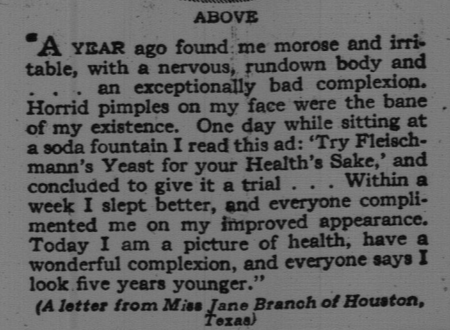 ABOVE
"A YEAR ago found me morose and irri-
table, with a nervous, rundown body and
. . . an exceptionally bad complexion.
Horrid pimples on my face were the bane
of my existence. One day while sitting at
a soda fountain I read this ad: 'Try Fleisch-
mann's Yeast for your Health's Sake,' and
concluded to give it a trial . . . Within a
week I slept better, and everyone compli-
mented me on my improved appearance.
Today I am a picture of health, have a
wonderful complexion, and everyone says I
look five years younger."
(A letter from Miss Jane Branch of Houston,
Texas)